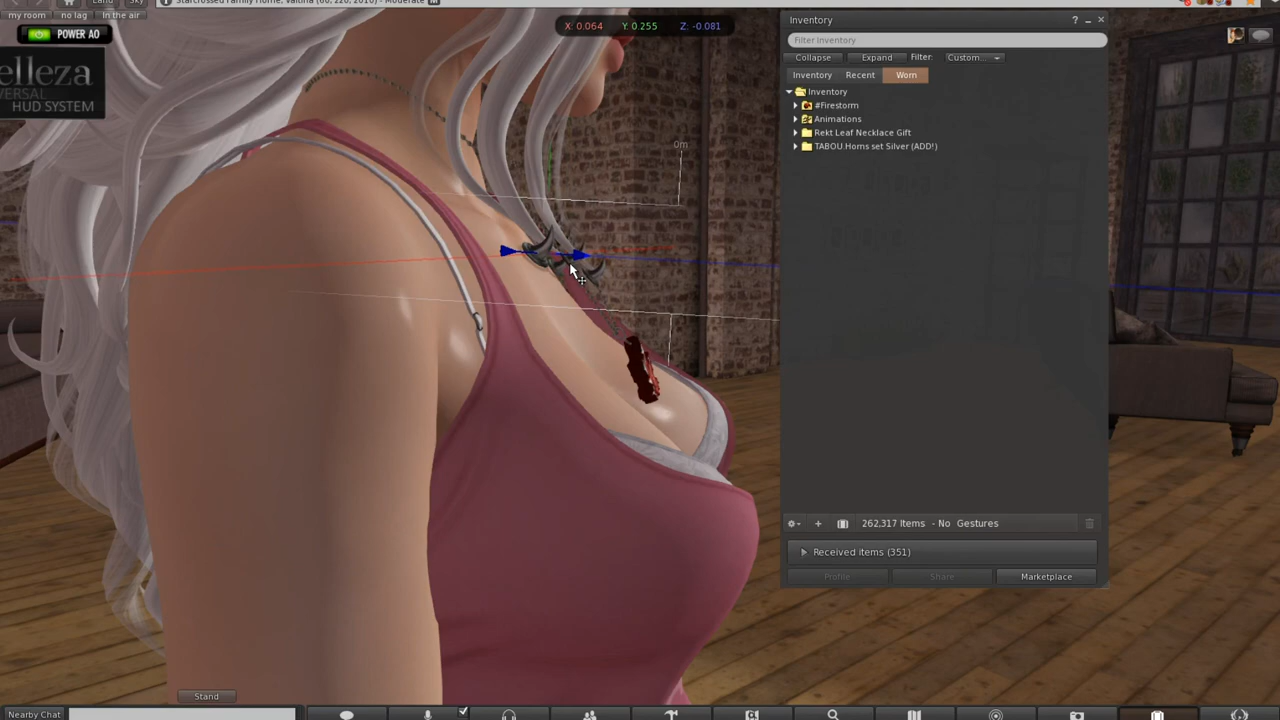 Land
Sky
Starcrossed Family Home, Valtina (60, 220, 2010) - Moderate
my room
no lag
In the air
POWER AO
elleza
VERSAL
HUD SYSTEM
X: 0.064 Y: 0.255 Z: -0.081
0m
Inventory
? _ ×
Filter Inventory
Collapse
Expand
Filter:
Custom...
Inventory
Recent
Worn
Inventory
#Firestorm
Animations
Rekt Leaf Necklace Gift
TABOU.Horns set Silver (ADD!)
+
262,317 Items - No Gestures
Received items (351)
Profile
Share
Marketplace
Stand
Nearby Chat